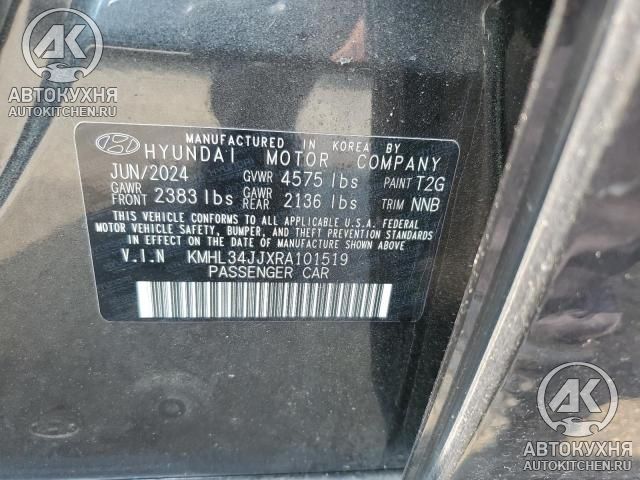 АВТОКУХНЯ
AUTOKITCHEN.RU
MANUFACTURED IN KOREA BY
HYUNDAI MOTOR COMPANY
JUN/2024 GVWR 4575 lbs PAINT T2G
GAWR FRONT 2383 lbs GAWR REAR 2136 lbs TRIM NNB
THIS VEHICLE CONFORMS TO ALL APPLICABLE U.S.A. FEDERAL
MOTOR VEHICLE SAFETY, BUMPER, AND THEFT PREVENTION STANDARDS
IN EFFECT ON THE DATE OF MANUFACTURE SHOWN ABOVE.
V.I.N KMHL34JJXRA101519
PASSENGER CAR
АК
АВТОКУХНЯ
AUTOKITCHEN.RU